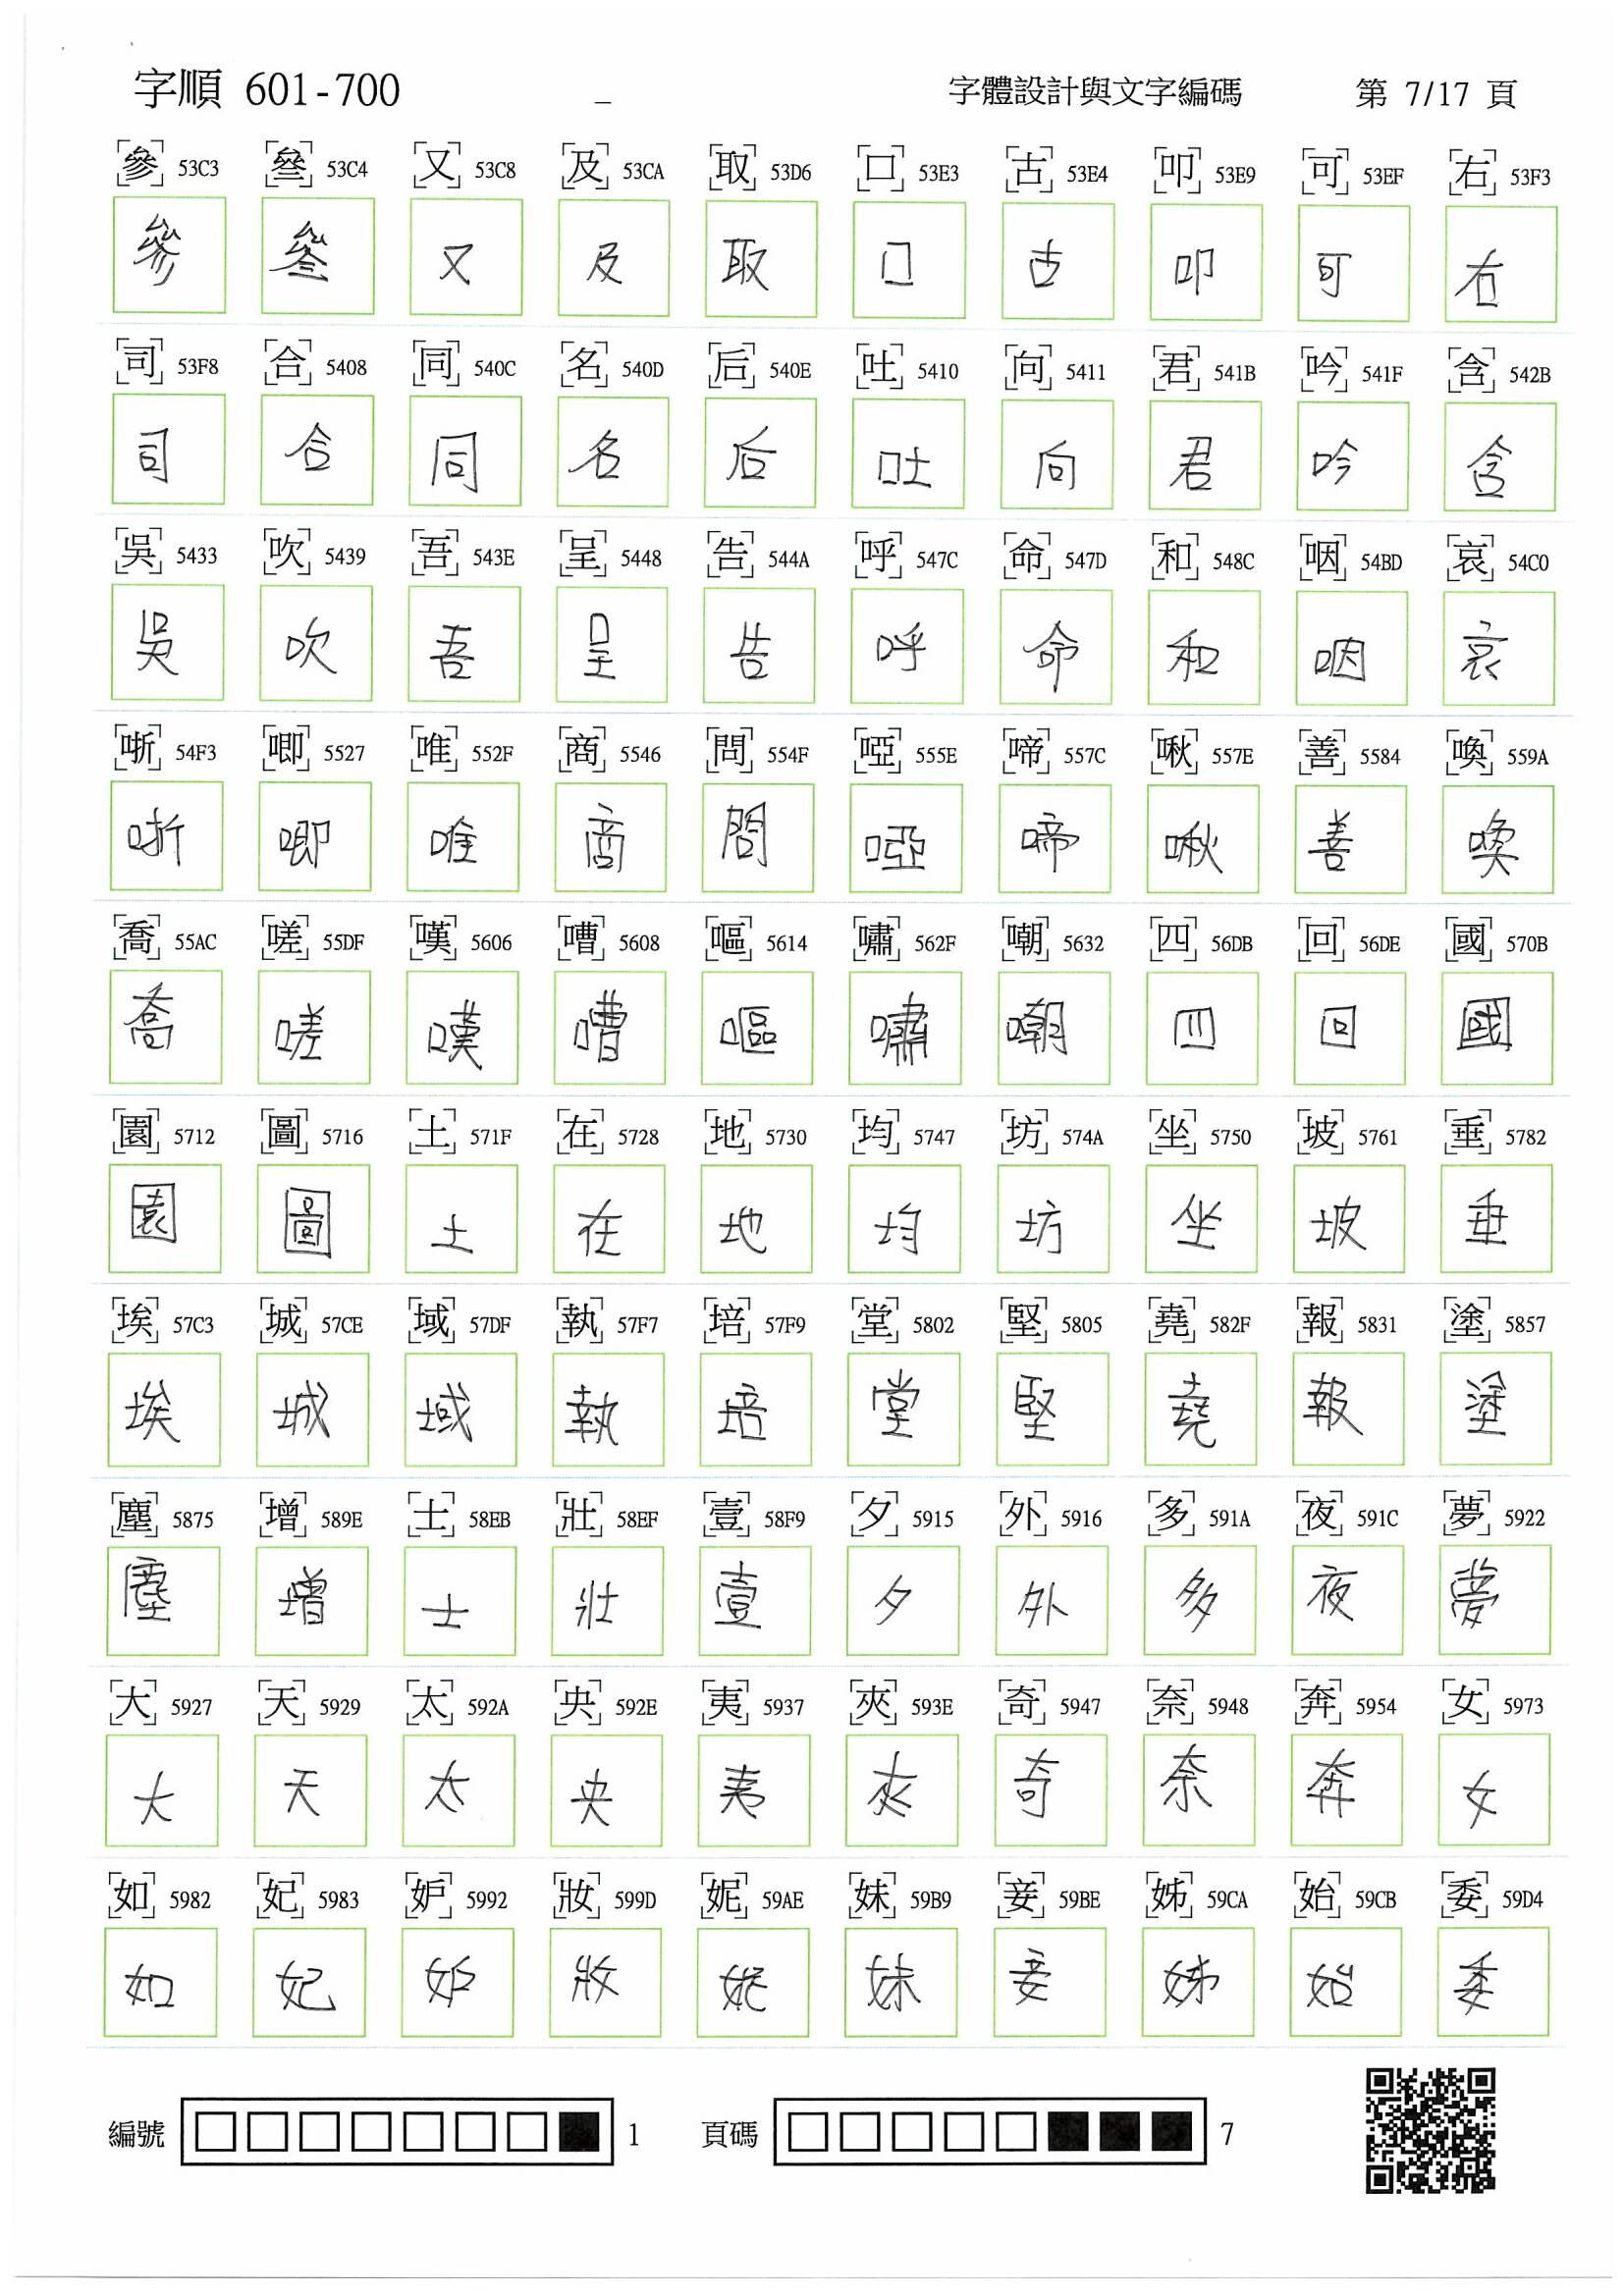 字順 601-700 _ 字體設計與文字編碼 第 7/17 頁
參 53C3 叄 53C4 又 53C8 及 53CA 取 53D6 口 53E3 古 53E4 叩 53E9 可 53EF 右 53F3
參 叄 又 及 取 口 古 叩 可 右
司 53F8 合 5408 同 540C 名 540D 后 540E 吐 5410 向 5411 君 541B 吟 541F 含 542B
司 合 同 名 后 吐 向 君 吟 含
吳 5433 吹 5439 吾 543E 呈 5448 告 544A 呼 547C 命 547D 和 548C 咽 54BD 哀 54C0
吳 吹 吾 呈 告 呼 命 和 咽 哀
哳 54F3 唧 5527 唯 552F 商 5546 問 554F 啞 555E 啼 557C 啾 557E 善 5584 喚 559A
哳 唧 唯 商 問 啞 啼 啾 善 喚
喬 55AC 嗟 55DF 嘆 5606 嘈 5608 嘔 5614 嘯 562F 嘲 5632 四 56DB 回 56DE 國 570B
喬 嗟 嘆 嘈 嘔 嘯 嘲 四 回 國
園 5712 圖 5716 土 571F 在 5728 地 5730 均 5747 坊 574A 坐 5750 坡 5761 垂 5782
園 圖 土 在 地 均 坊 坐 坡 垂
埃 57C3 城 57CE 域 57DF 執 57F7 培 57F9 堂 5802 堅 5805 堯 582F 報 5831 塗 5857
埃 城 域 執 培 堂 堅 堯 報 塗
塵 5875 增 589E 士 58EB 壯 58EF 壹 58F9 夕 5915 外 5916 多 591A 夜 591C 夢 5922
塵 增 士 壯 壹 夕 外 多 夜 夢
大 5927 天 5929 太 592A 央 592E 夷 5937 夾 593E 奇 5947 奈 5948 奔 5954 女 5973
大 天 太 央 夷 夾 奇 奈 奔 女
如 5982 妃 5983 妒 5992 妝 599D 妮 59AE 妹 59B9 妾 59BE 姊 59CA 始 59CB 委 59D4
如 妃 妒 妝 妮 妹 妾 姊 始 委
編號 1 頁碼 7